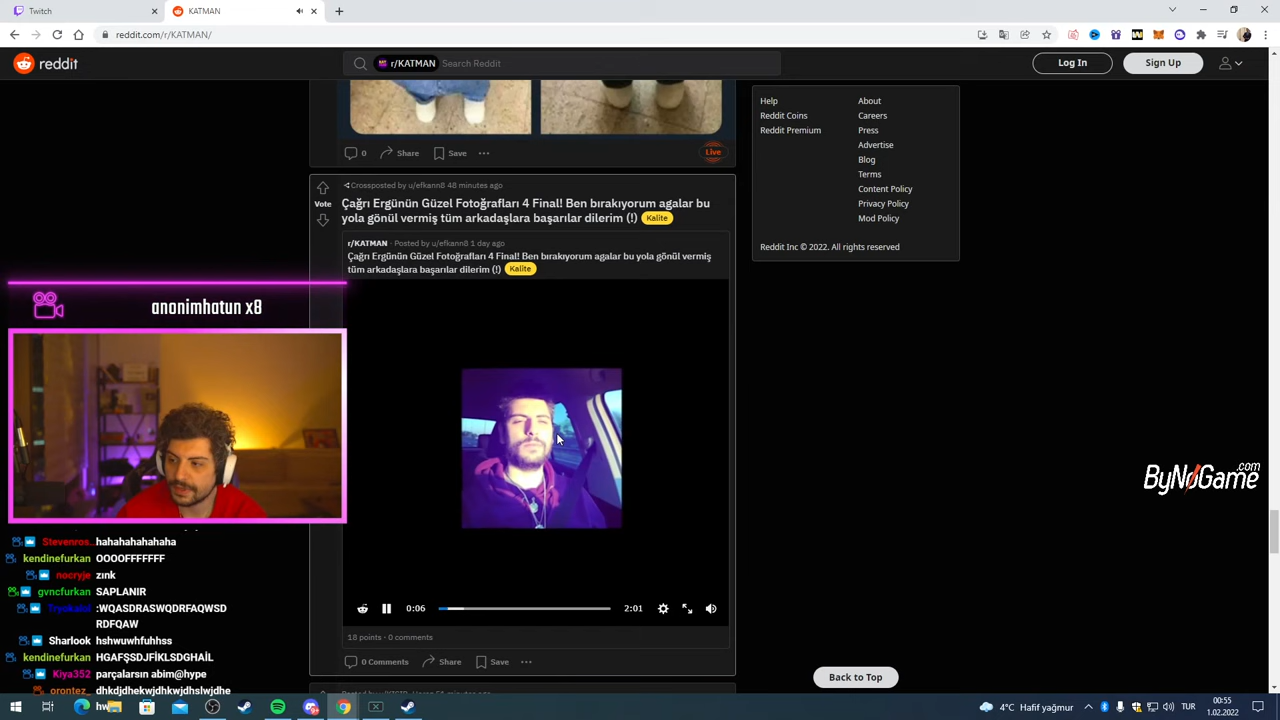 Twitch
KATMAN
reddit.com/r/KATMAN/
reddit
r/KATMAN
Search Reddit
Log In
Sign Up
Help
About
Reddit Coins
Careers
Reddit Premium
Press
Advertise
Blog
Terms
Content Policy
Privacy Policy
Mod Policy
Reddit Inc © 2022. All rights reserved
0
Share
Save
Live
Crossposted by u/efkann8 48 minutes ago
Vote
Çağrı Ergünün Güzel Fotoğrafları 4 Final! Ben bırakıyorum agalar bu
yola gönül vermiş tüm arkadaşlara başarılar dilerim (!) Kalite
r/KATMAN · Posted by u/efkann8 1 day ago
Çağrı Ergünün Güzel Fotoğrafları 4 Final! Ben bırakıyorum agalar bu yola gönül vermiş
tüm arkadaşlara başarılar dilerim (!) Kalite
anonimhatun x8
ByNoGame.com
hahahahahahaha
kendinefurkan OOOOFFFFFFF
nocryje zınk
gvncfurkan SAPLANIR
:WQASDRASWQDRFAQWSD
RDFQAW
Sharlook hshwuwhfuhhss
kendinefurkan HGAFŞSDJFİKLSDGHAİL
Kiya352 parçalarsın abim@hype
orontez_ dhkdjdhekwjdhkwjdhslwjdhe
0:06
2:01
18 points · 0 comments
0 Comments
Share
Save
Back to Top
4°C Hafif yağmur
TUR
00:55
1.02.2022